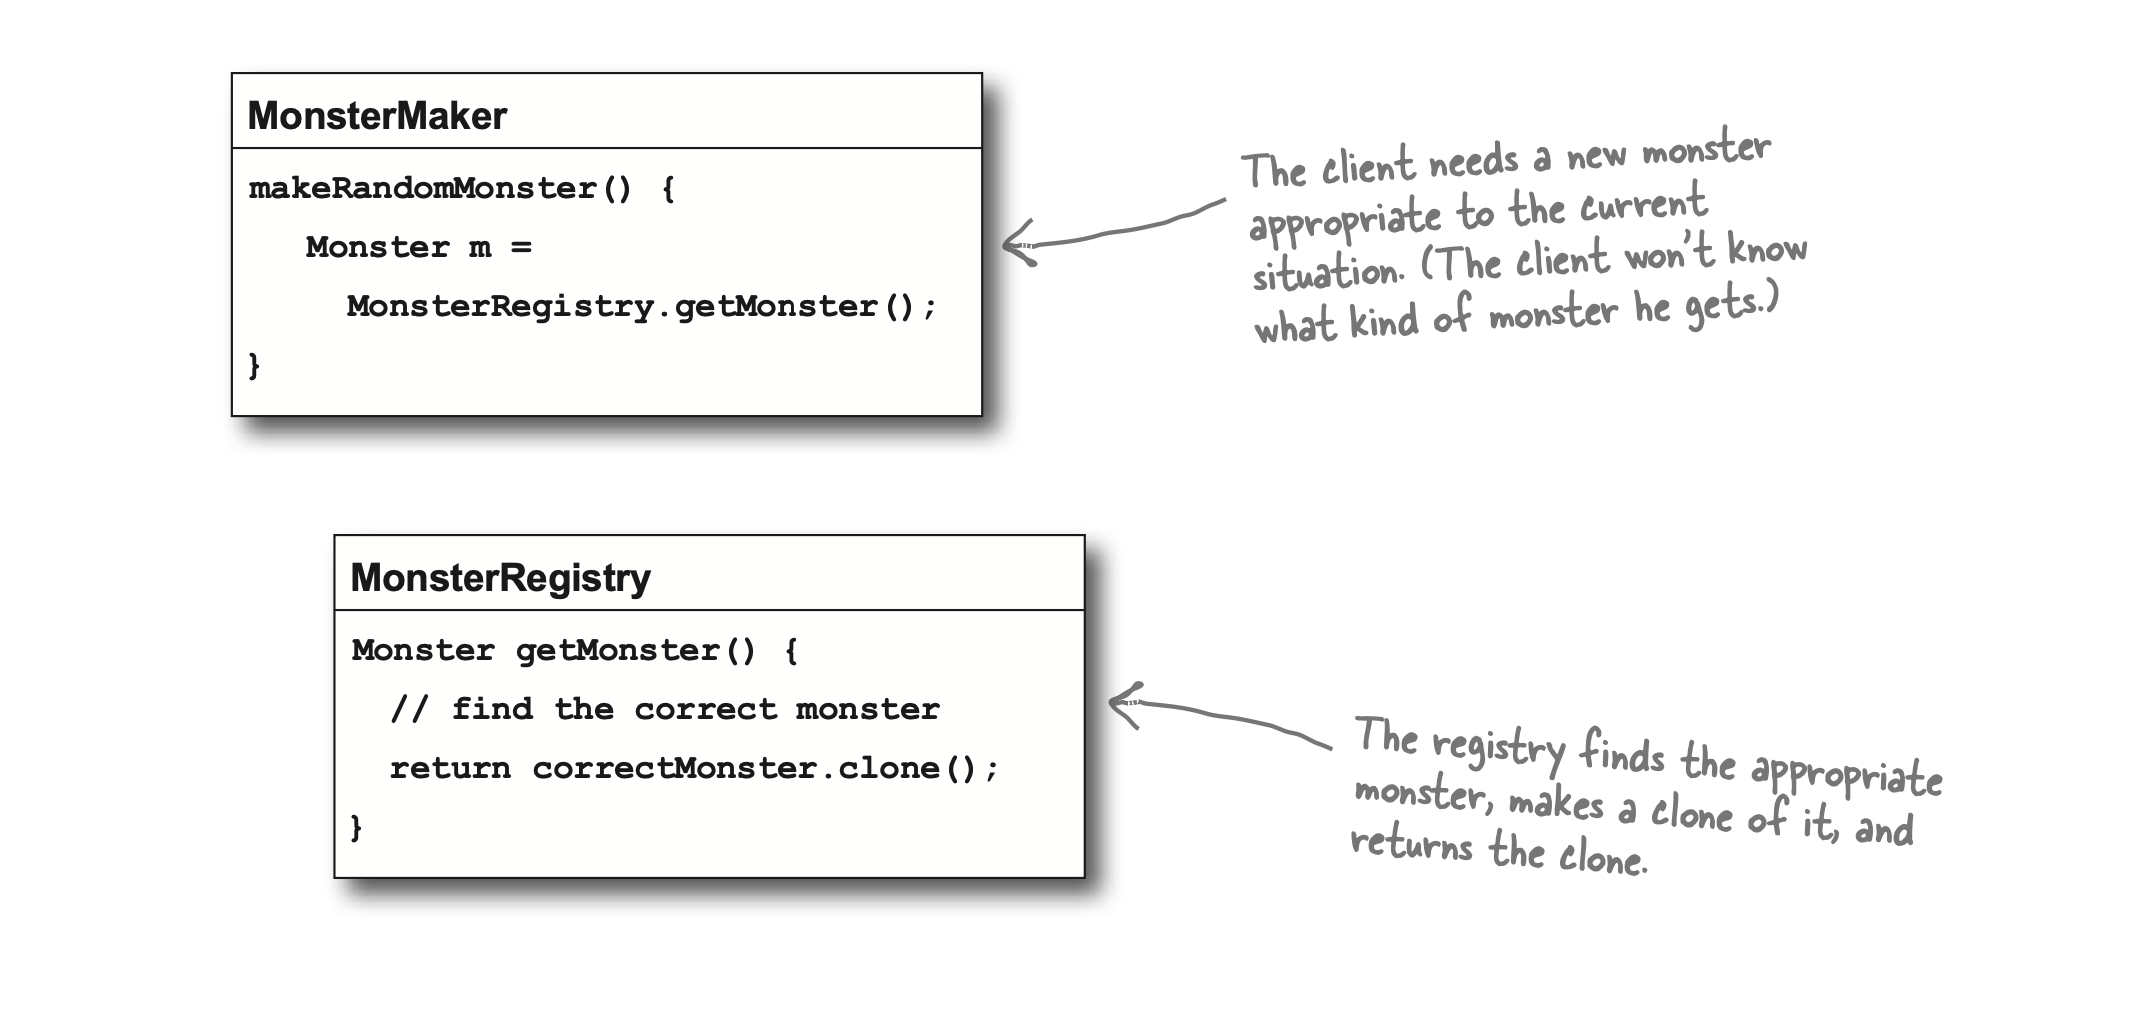 MonsterMaker
makeRandomMonster() {
Monster m =
MonsterRegistry.getMonster();
}
The client needs a new monster
appropriate to the current
situation. (The client won't know
what kind of monster he gets.)
MonsterRegistry
Monster getMonster() {
// find the correct monster
return correctMonster.clone();
}
The registry finds the appropriate
monster, makes a clone of it, and
returns the clone.